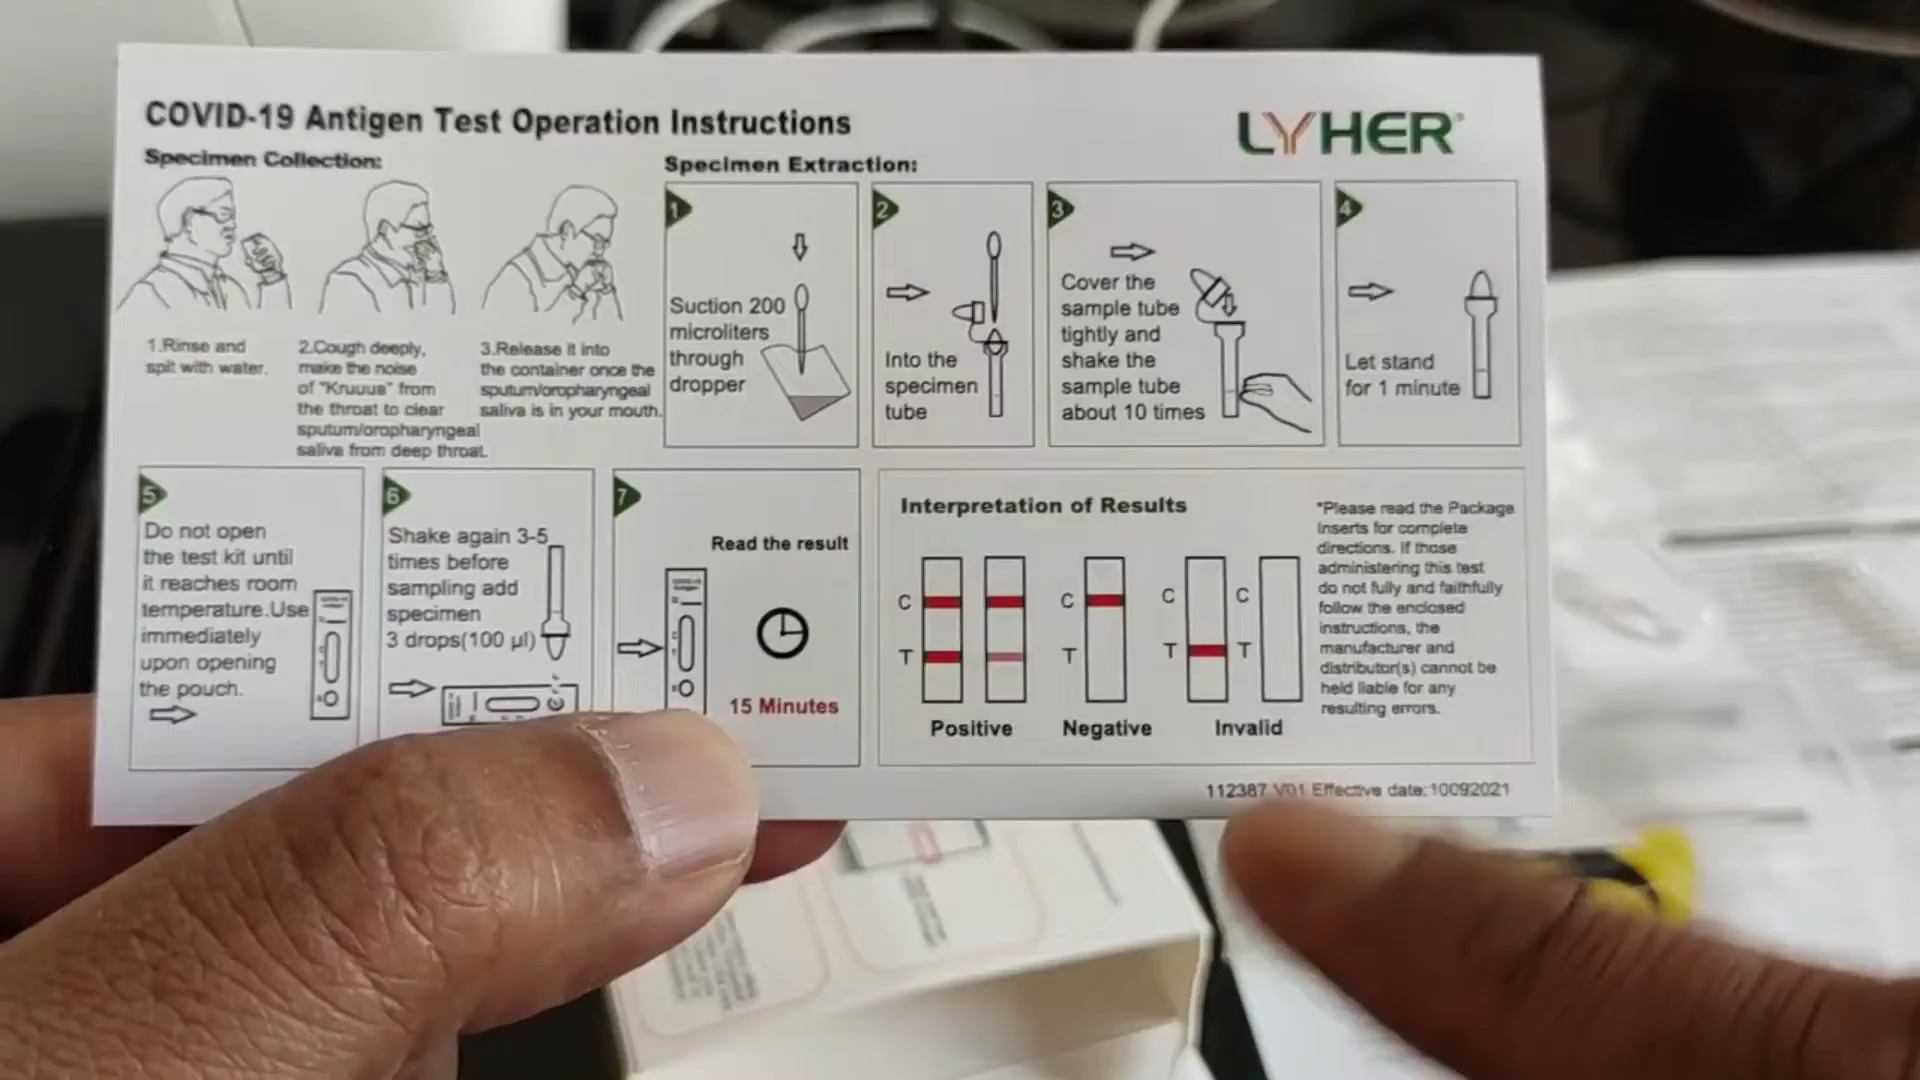 COVID-19 Antigen Test Operation Instructions
LYHER
Specimen Collection:
1.Rinse and
spit with water.
2.Cough deeply,
make the noise
of "Kruuua" from
the throat to clear
sputum/oropharyngeal
saliva from deep throat.
3.Release it into
the container once the
sputum/oropharyngeal
saliva is in your mouth.
Specimen Extraction:
1
Suction 200
microliters
through
dropper
2
Into the
specimen
tube
3
Cover the
sample tube
tightly and
shake the
sample tube
about 10 times
4
Let stand
for 1 minute
5
Do not open
the test kit until
it reaches room
temperature.Use
immediately
upon opening
the pouch.
6
Shake again 3-5
times before
sampling add
specimen
3 drops(100 µl)
7
Read the result
15 Minutes
Interpretation of Results
C C C C
T T T T
Positive Negative Invalid
*Please read the Package
Inserts for complete
directions. If those
administering this test
do not fully and faithfully
follow the enclosed
instructions, the
manufacturer and
distributor(s) cannot be
held liable for any
resulting errors.
112387 V01 Effective date:10092021